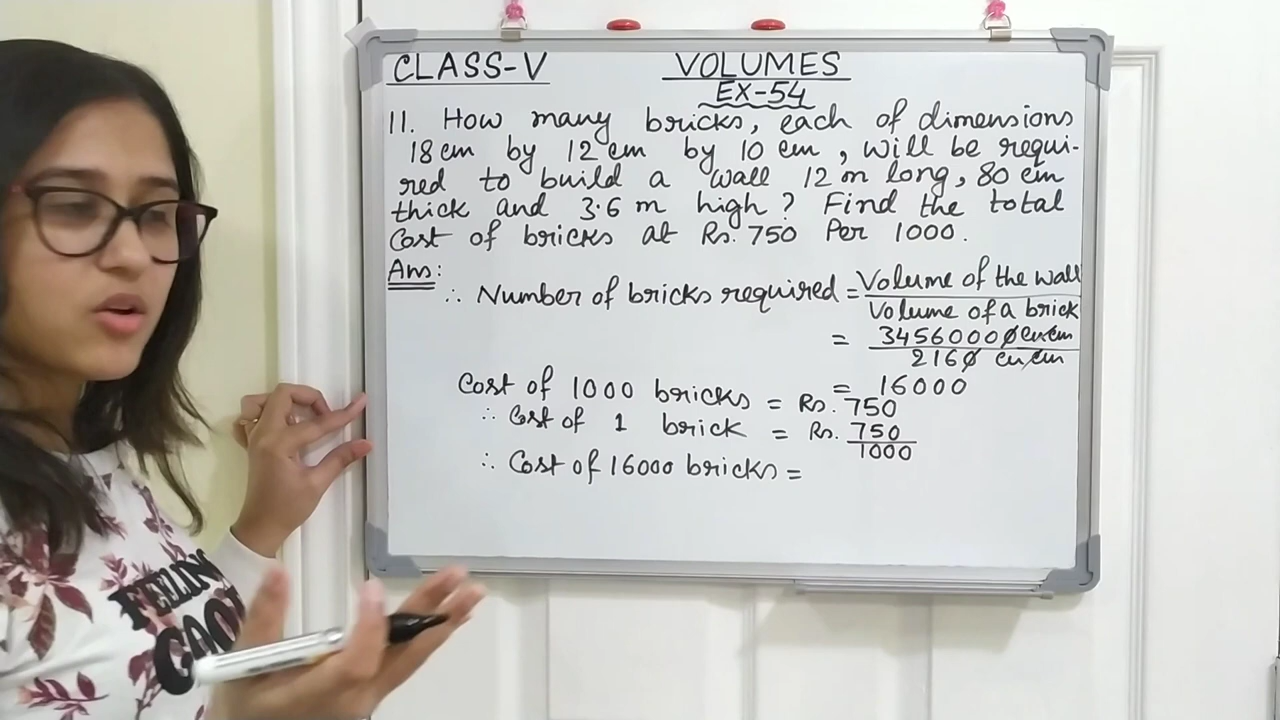 CLASS-V VOLUMES
EX-54
11. How many bricks, each of dimensions
18 cm by 12 cm by 10 cm, will be requi-
red to build a wall 12 m long, 80 cm
thick and 3.6 m high? Find the total
Cost of bricks at Rs. 750 Per 1000.
Ans:
∴ Number of bricks required = Volume of the wall
Volume of a brick
= 34560000 cu cm
2160 cu cm
= 16000
Cost of 1000 bricks = Rs. 750
∴ Cost of 1 brick = Rs. 750
1000
∴ Cost of 16000 bricks =
FEELING
COO